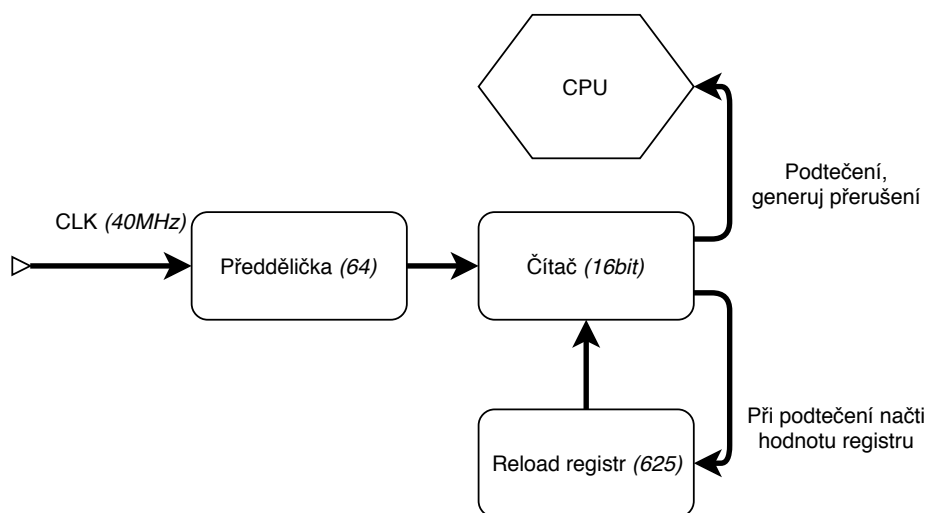 CPU
Podtečení,
generuj přerušení
CLK (40MHz)
Předdělička (64)
Čítač (16bit)
Při podtečení načti
hodnotu registru
Reload registr (625)